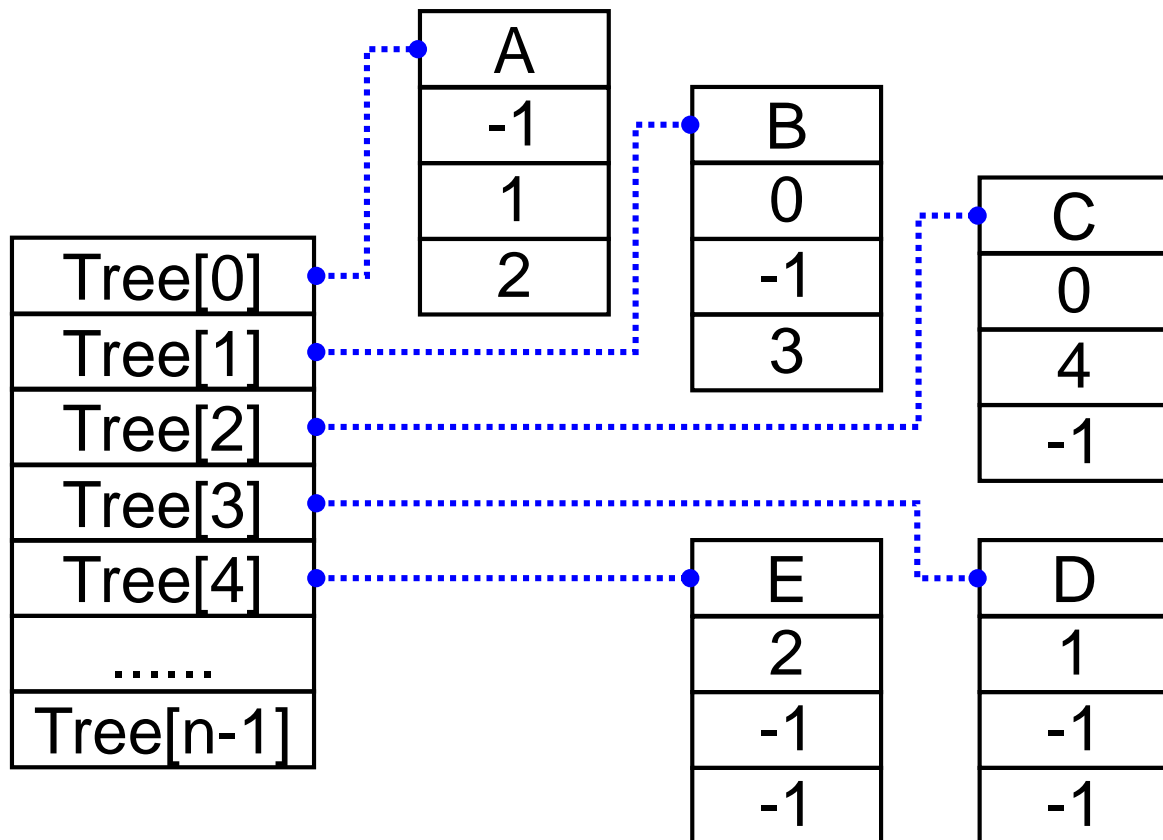 A
-1
1
2
B
0
-1
3
C
0
4
-1
Tree[0]
Tree[1]
Tree[2]
Tree[3]
Tree[4]
......
Tree[n-1]
E
2
-1
-1
D
1
-1
-1